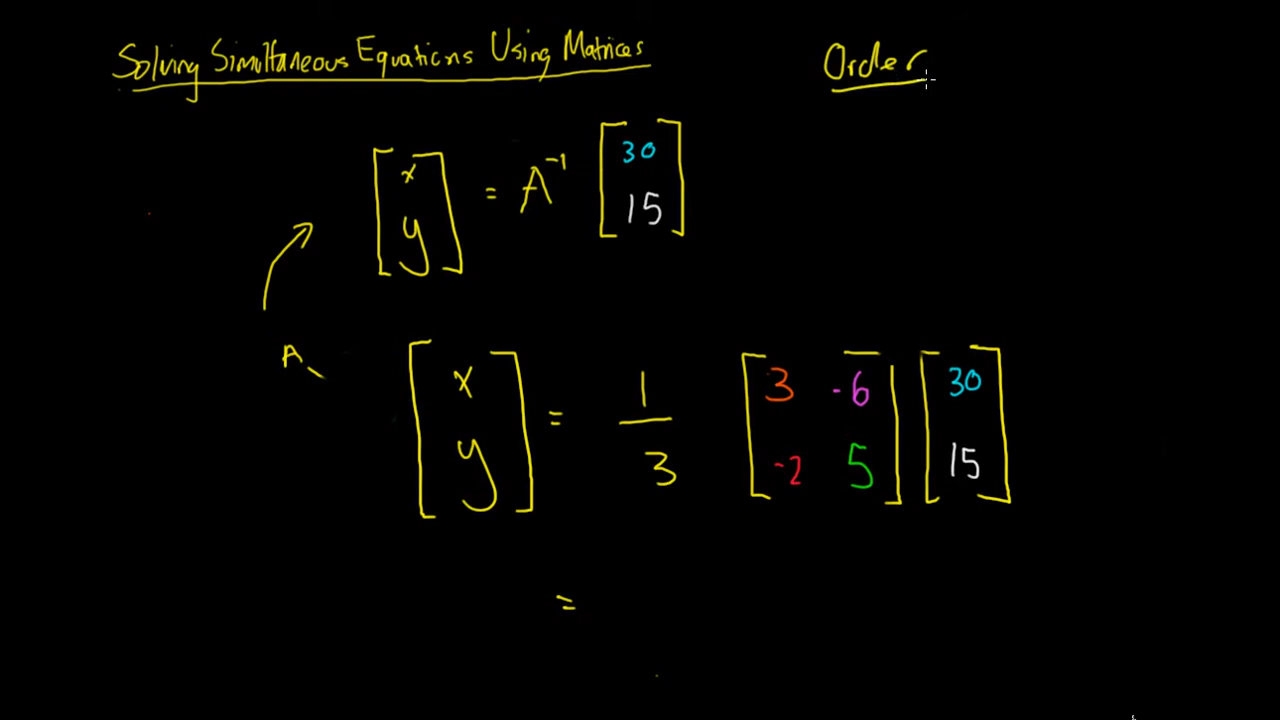 Solving Simultaneous Equations Using Matrices
Order
[x y] = A⁻¹ [30 15]
A
[x y] = 1/3 [3 -6 -2 5] [30 15]
=